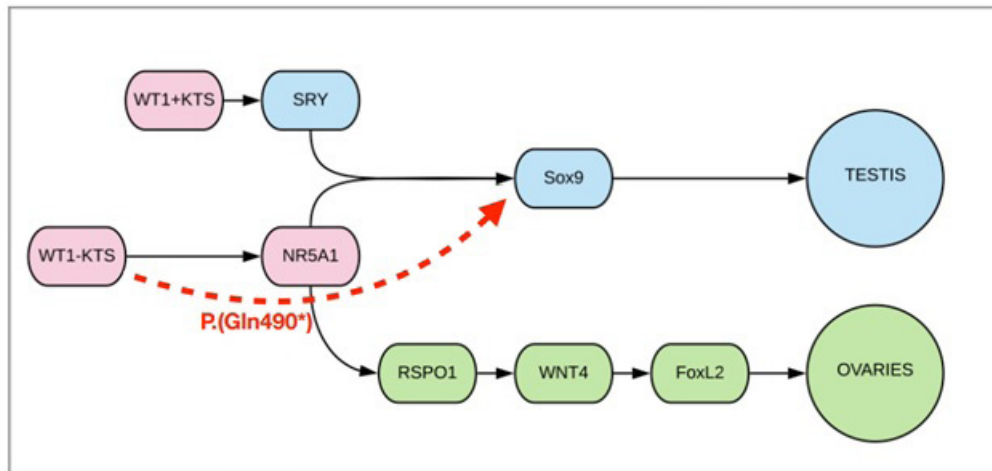 WT1+KTS
SRY
Sox9
TESTIS
WT1-KTS
NR5A1
P.(Gln490*)
RSPO1
WNT4
FoxL2
OVARIES